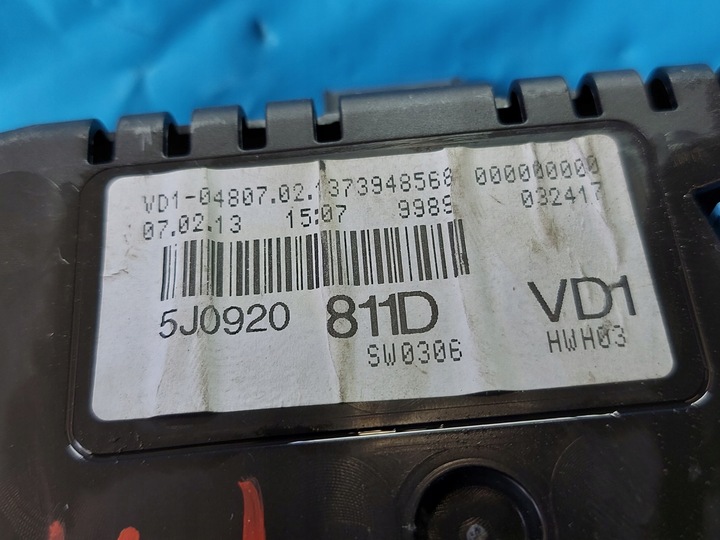 VD1-04807.02.1373948568 000000000
07.02.13 15:07 9989 032417
5J0920 811D VD1
SW0306 HWH03